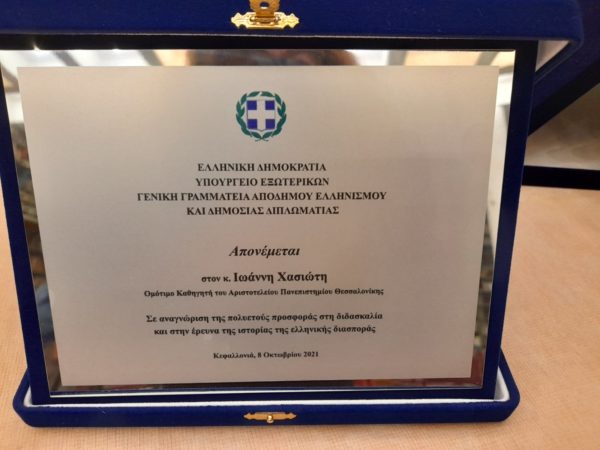 ΕΛΛΗΝΙΚΗ ΔΗΜΟΚΡΑΤΙΑ
ΥΠΟΥΡΓΕΙΟ ΕΞΩΤΕΡΙΚΩΝ
ΓΕΝΙΚΗ ΓΡΑΜΜΑΤΕΙΑ ΑΠΟΔΗΜΟΥ ΕΛΛΗΝΙΣΜΟΥ
ΚΑΙ ΔΗΜΟΣΙΑΣ ΔΙΠΛΩΜΑΤΙΑΣ
Απονέμεται
στον κ. Ιωάννη Χασιώτη
Ομότιμο Καθηγητή του Αριστοτελείου Πανεπιστημίου Θεσσαλονίκης
Σε αναγνώριση της πολυετούς προσφοράς στη διδασκαλία
και στην έρευνα της ιστορίας της ελληνικής διασποράς
Κεφαλλονιά, 8 Οκτωβρίου 2021